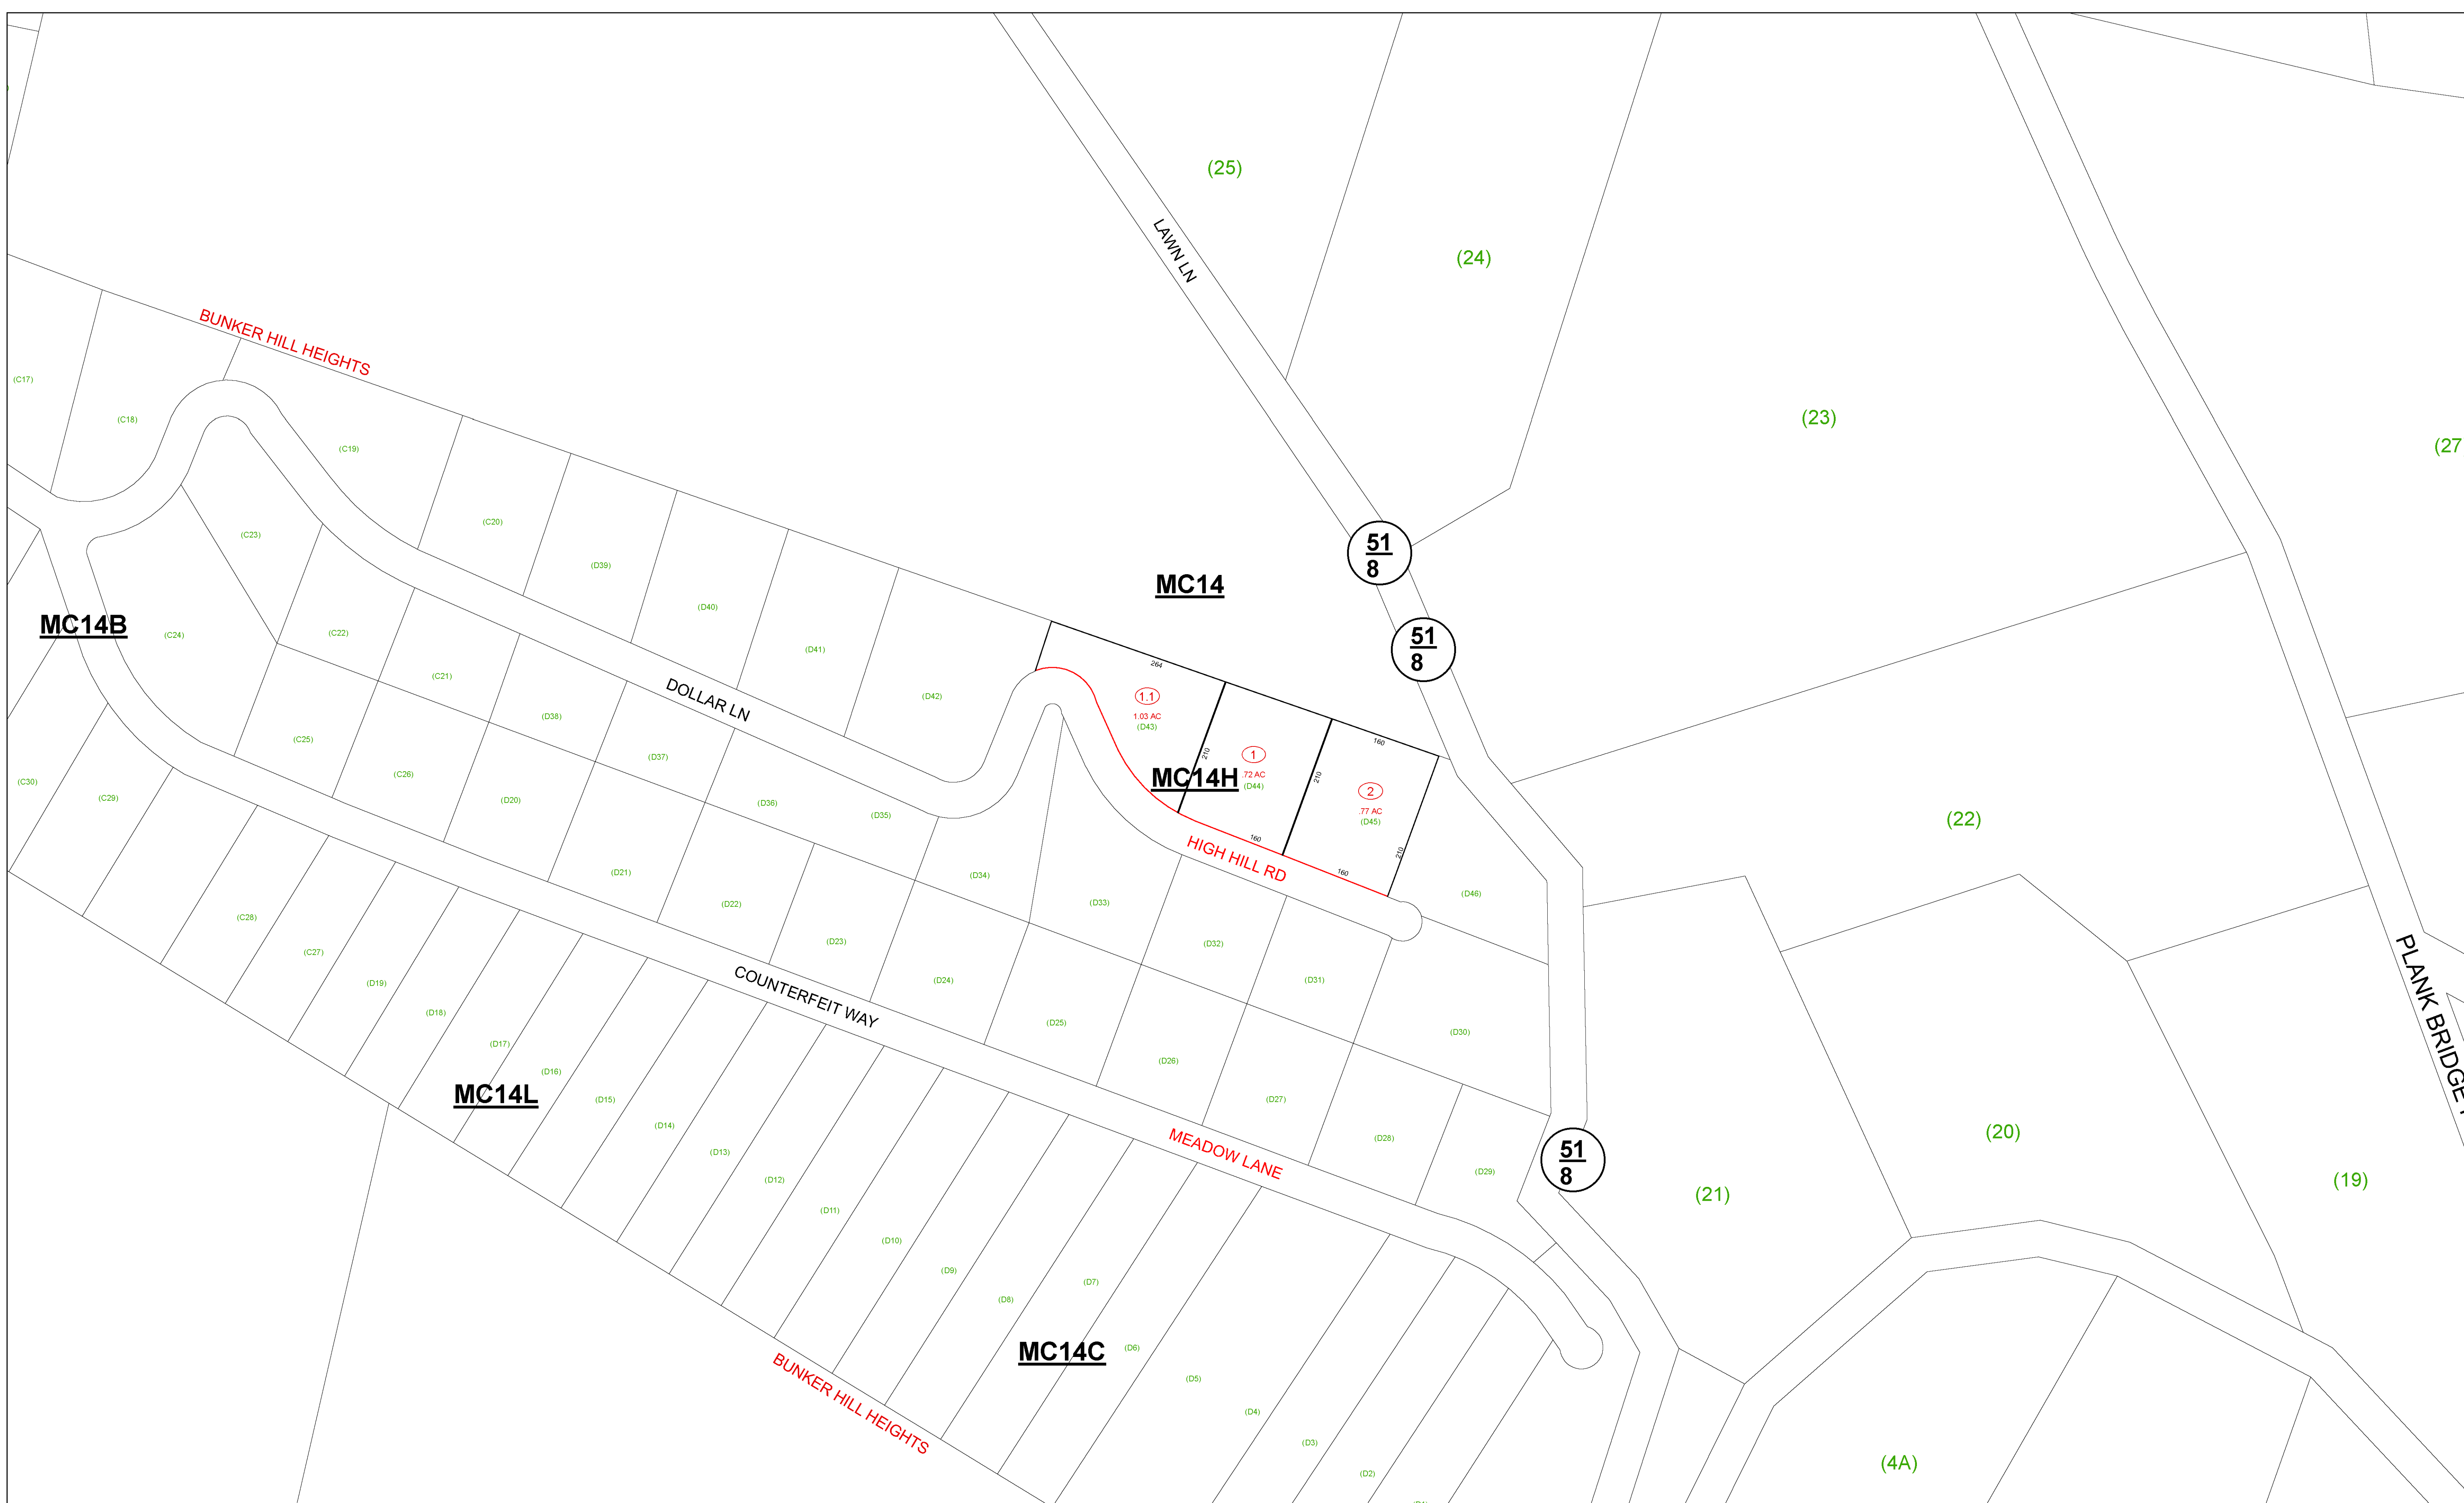 (25)
(24)
LAWN LN
BUNKER HILL HEIGHTS
(C17)
(C18)
(C19)
(23)
(27
(C20)
(C23)
(D39)
51
8
MC14
(D40)
MC14B
(C24)
(C22)
51
8
(D41)
264
(C21)
DOLLAR LN
(D42)
1.1
1.03 AC
(D43)
(D38)
(C25)
(D37)
210
1
.72 AC
(D44)
MC14H
160
210
2
.77 AC
(D45)
(C30)
(C29)
(C26)
(D20)
(D36)
(D35)
(22)
160
HIGH HILL RD
210
160
(D21)
(D34)
(D46)
(C28)
(D22)
(D33)
(C27)
(D23)
(D32)
(D19)
(D24)
(D31)
COUNTERFEIT WAY
PLANK BRIDGE
(D18)
(D25)
(D30)
(D17)
(D26)
(D16)
MC14L
(D15)
(D27)
(D14)
(D28)
(20)
MEADOW LANE
(D13)
(D29)
51
8
(D12)
(19)
(21)
(D11)
(D10)
(D9)
(D7)
(D8)
MC14C
(D6)
(D5)
BUNKER HILL HEIGHTS
(D4)
(D3)
(4A)
(D2)